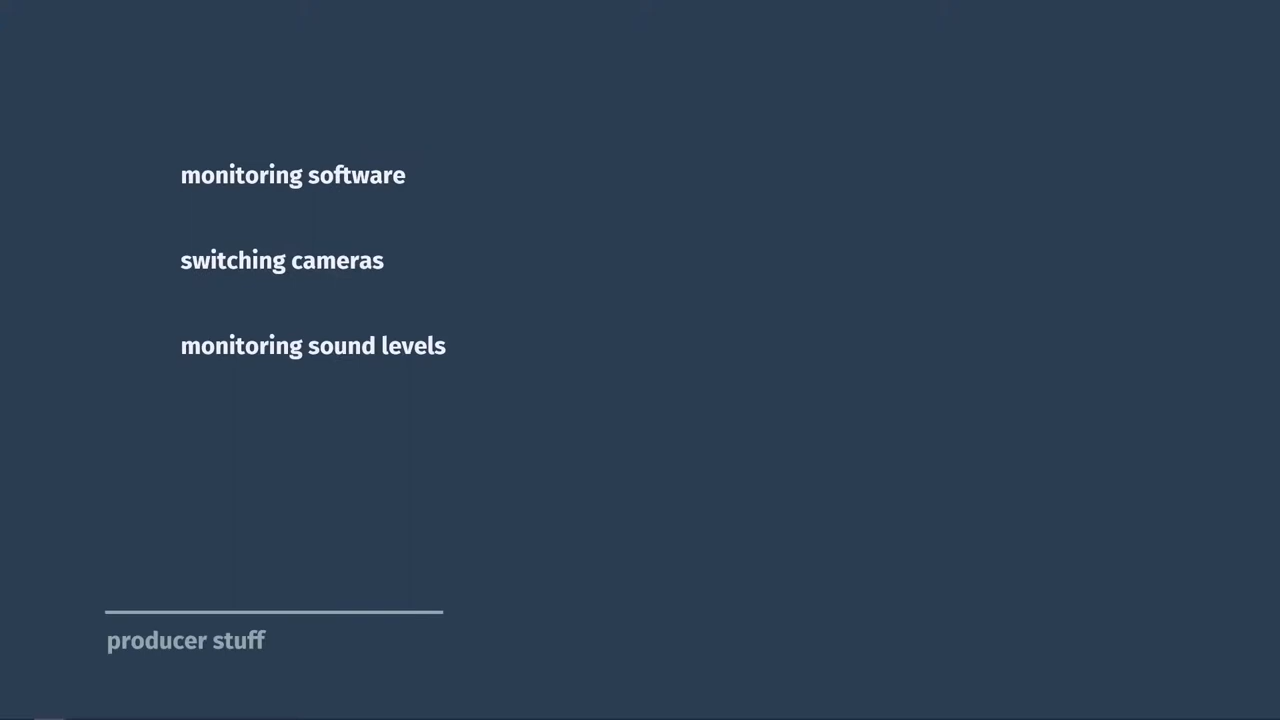 monitoring software
switching cameras
monitoring sound levels
producer stuff